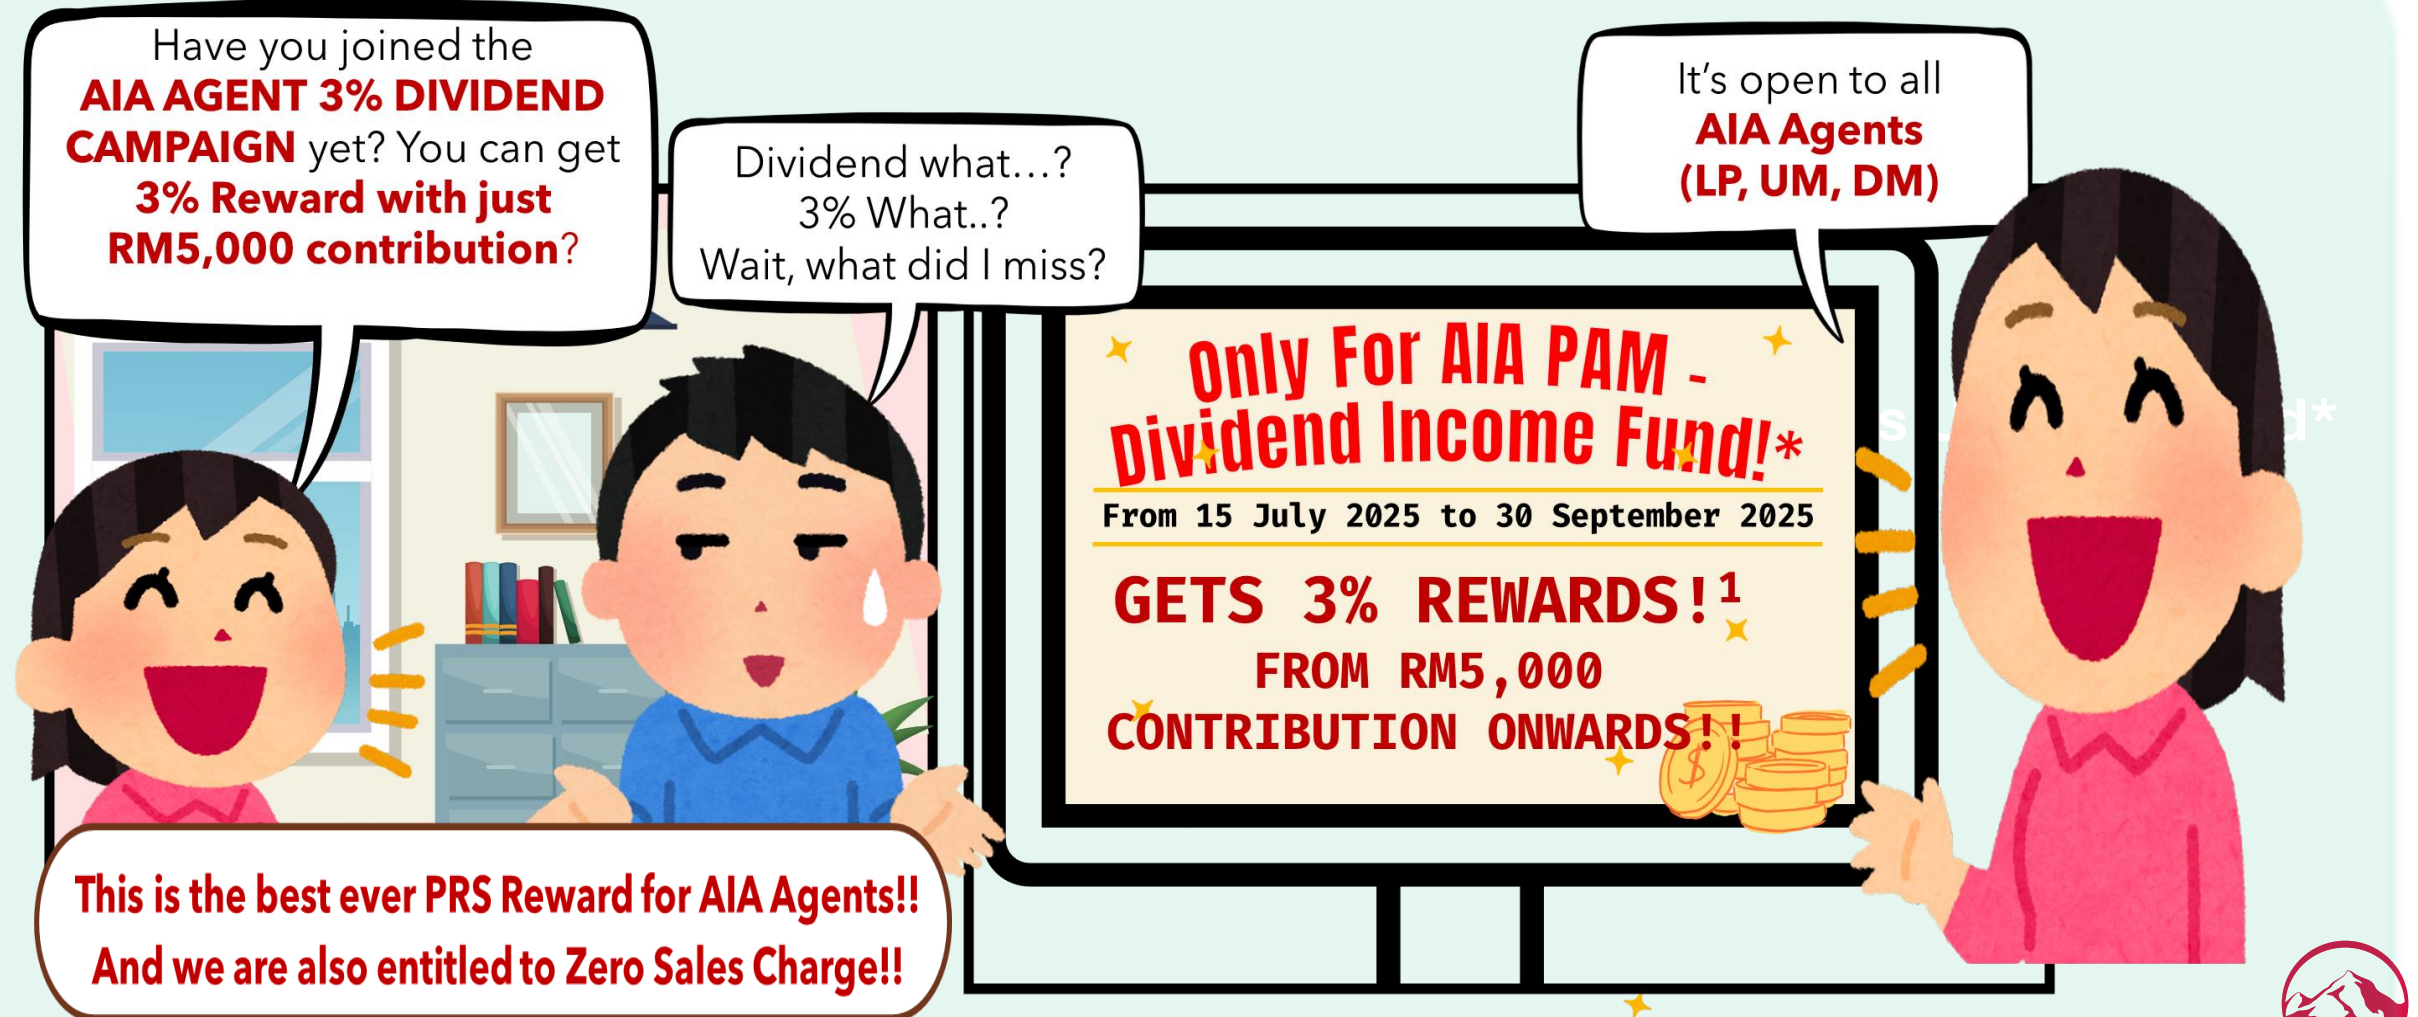 Have you joined the
AIA AGENT 3% DIVIDEND
CAMPAIGN yet? You can get
3% Reward with just
RM5,000 contribution?
Dividend what...?
3% What..?
Wait, what did I miss?
It's open to all
AIA Agents
(LP, UM, DM)
Only For AIA PAM -
Dividend Income Fund!*
From 15 July 2025 to 30 September 2025
GETS 3% REWARDS!¹
FROM RM5,000
CONTRIBUTION ONWARDS!!
This is the best ever PRS Reward for AIA Agents!!
And we are also entitled to Zero Sales Charge!!